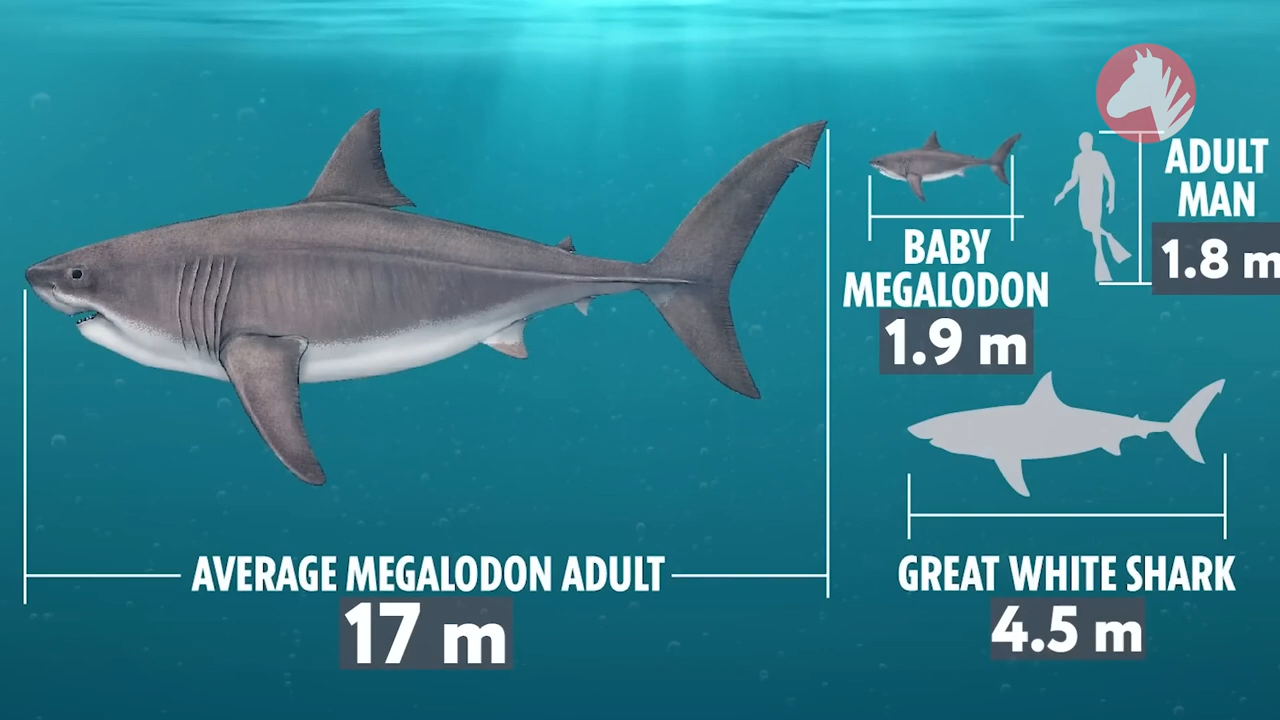 AVERAGE MEGALODON ADULT
17 m
BABY
MEGALODON
1.9 m
ADULT
MAN
1.8 m
GREAT WHITE SHARK
4.5 m